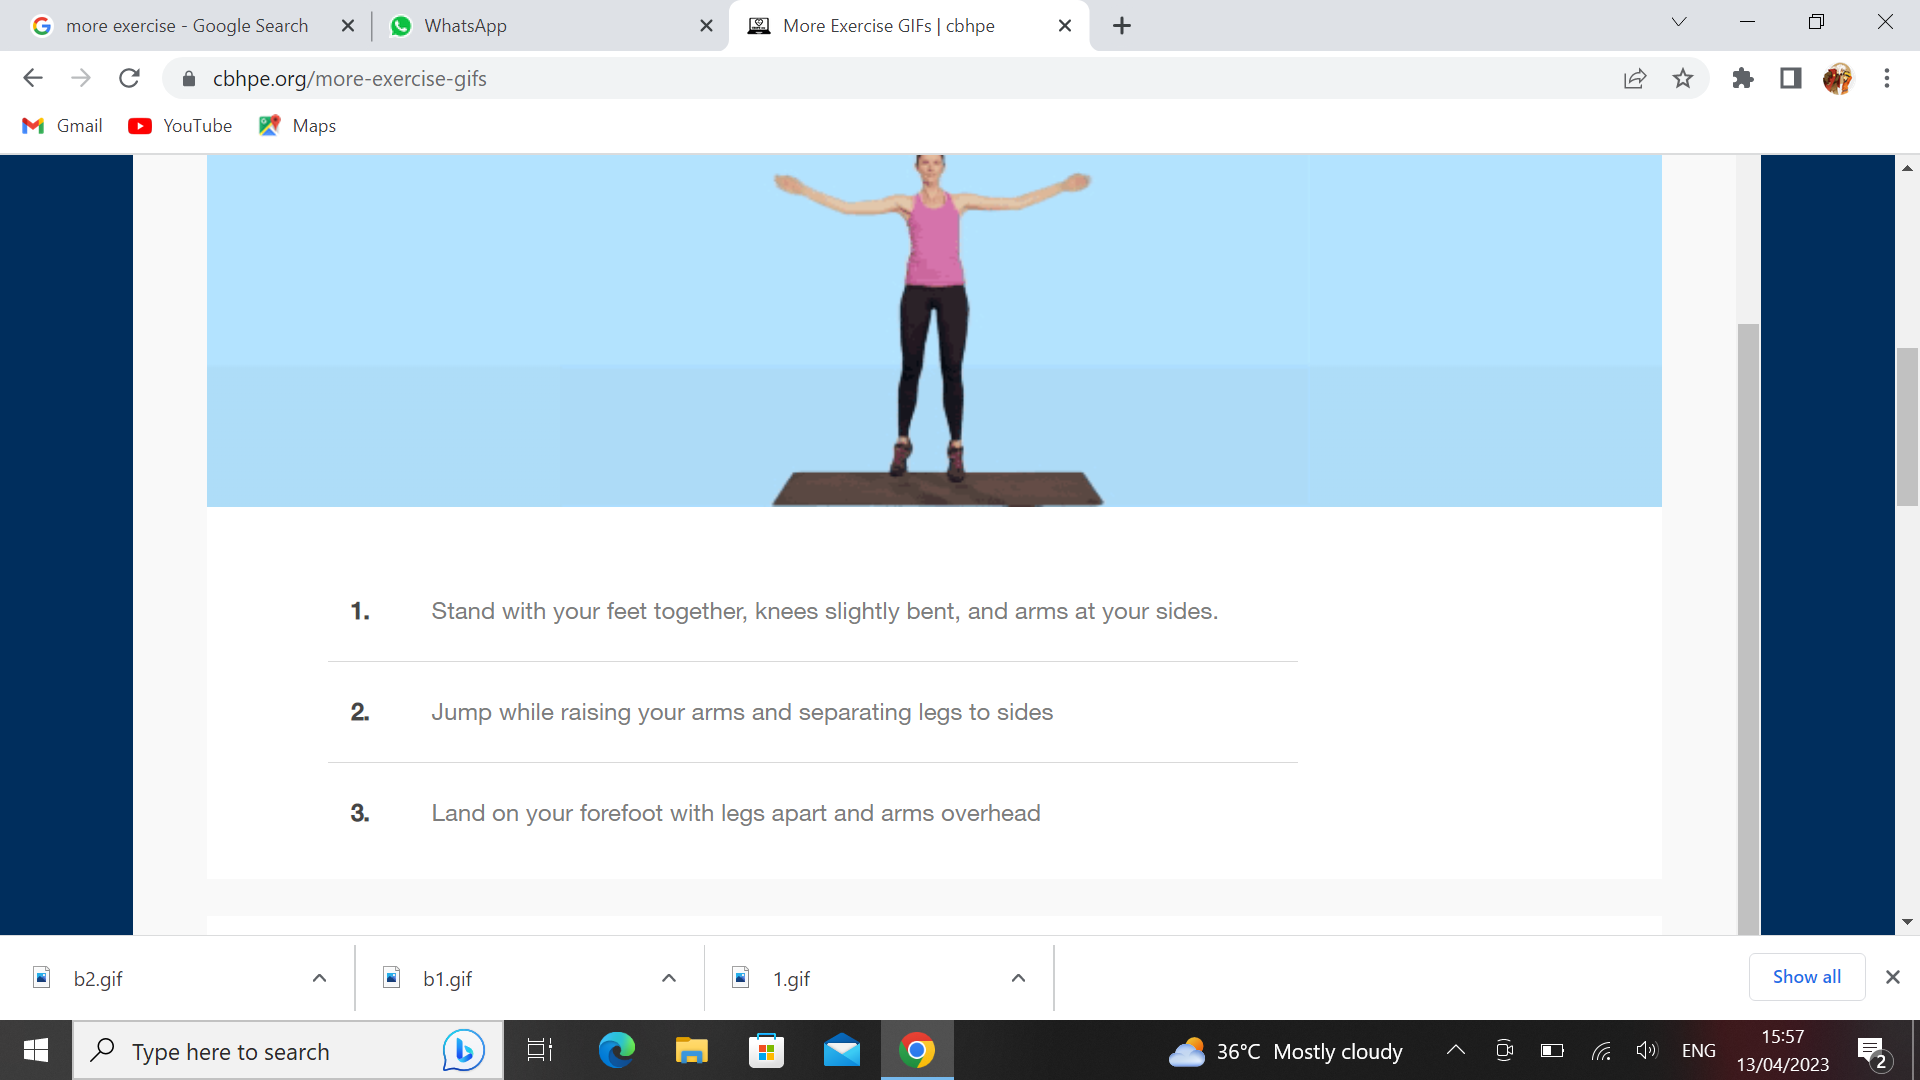 more exercise - Google Search
WhatsApp
More Exercise GIFs | cbhpe
cbhpe.org/more-exercise-gifs
Gmail
YouTube
Maps
1. Stand with your feet together, knees slightly bent, and arms at your sides.
2. Jump while raising your arms and separating legs to sides
3. Land on your forefoot with legs apart and arms overhead
b2.gif
b1.gif
1.gif
Show all
Type here to search
36°C Mostly cloudy
ENG
15:57
13/04/2023
2